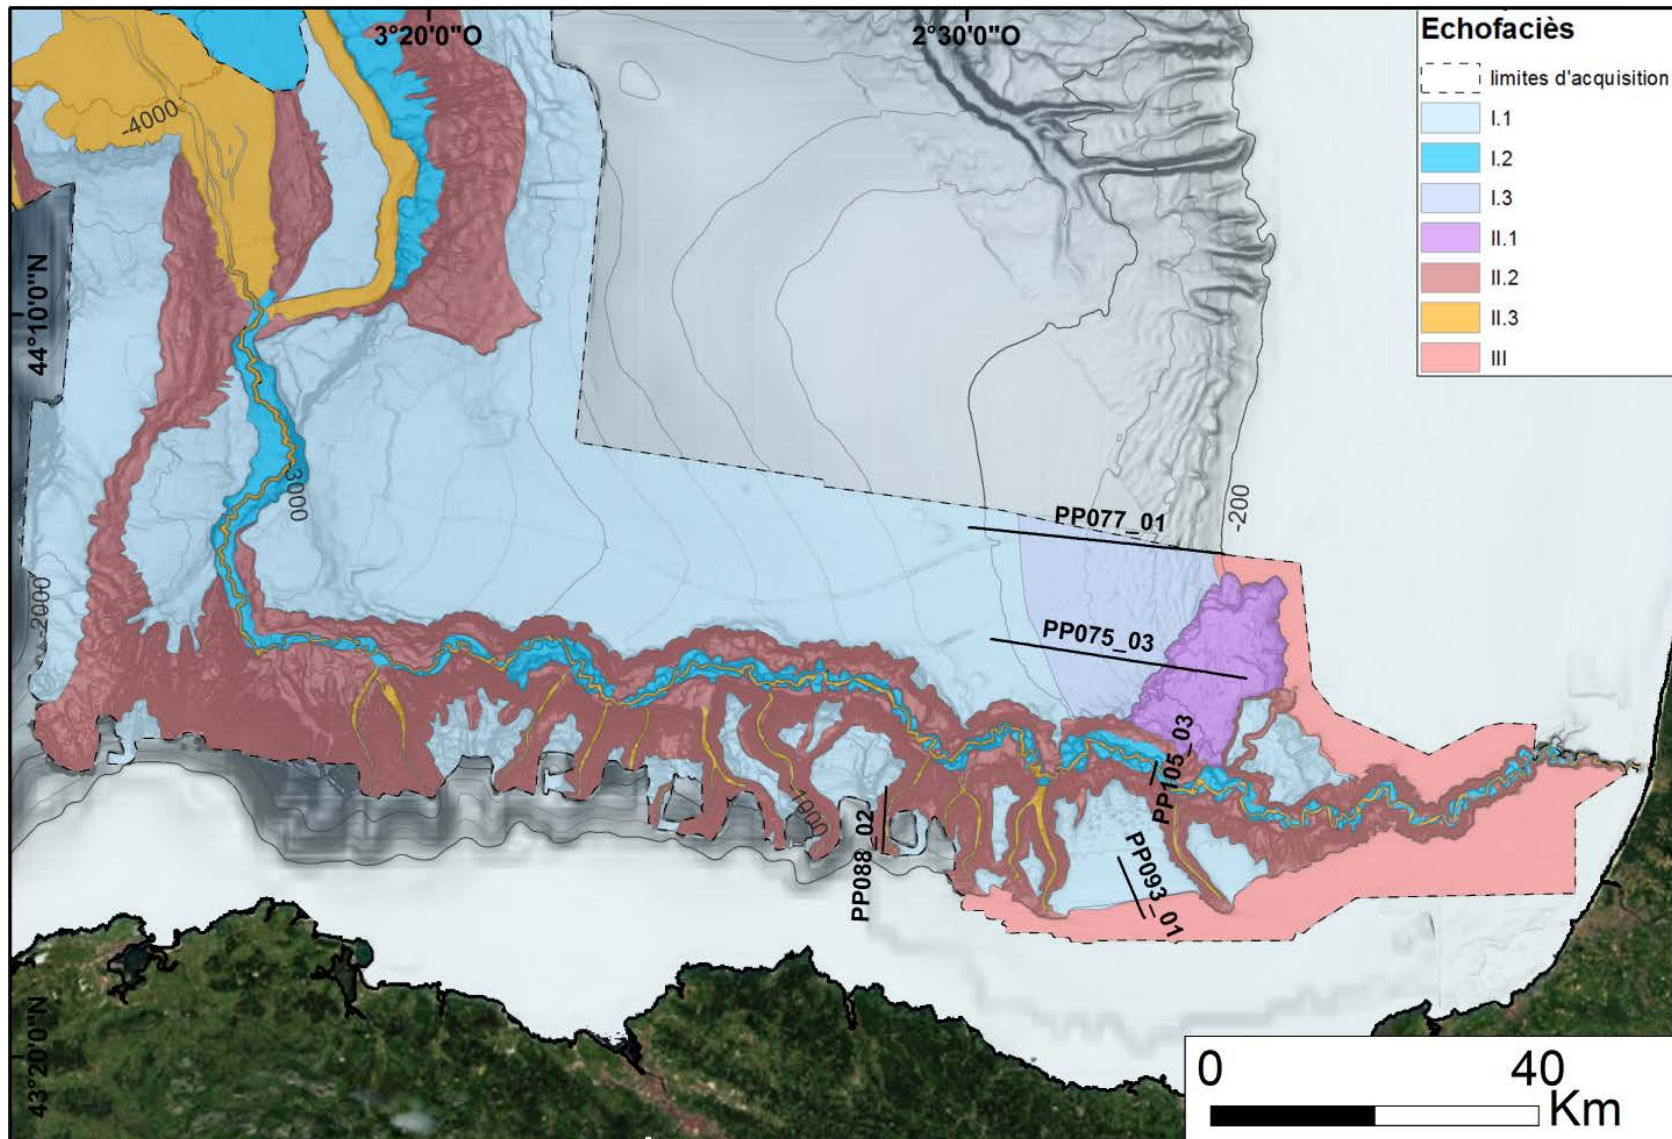 3°20'0"O
2°30'0"O
Echofaciès
limites d'acquisition
I.1
I.2
I.3
II.1
II.2
II.3
III
-4000
44°10'0"N
3000
-200
PP077_01
-2000
PP075_03
PP105_03
1000
PP088_02
PP093_01
43°20'0"N
0
40
Km